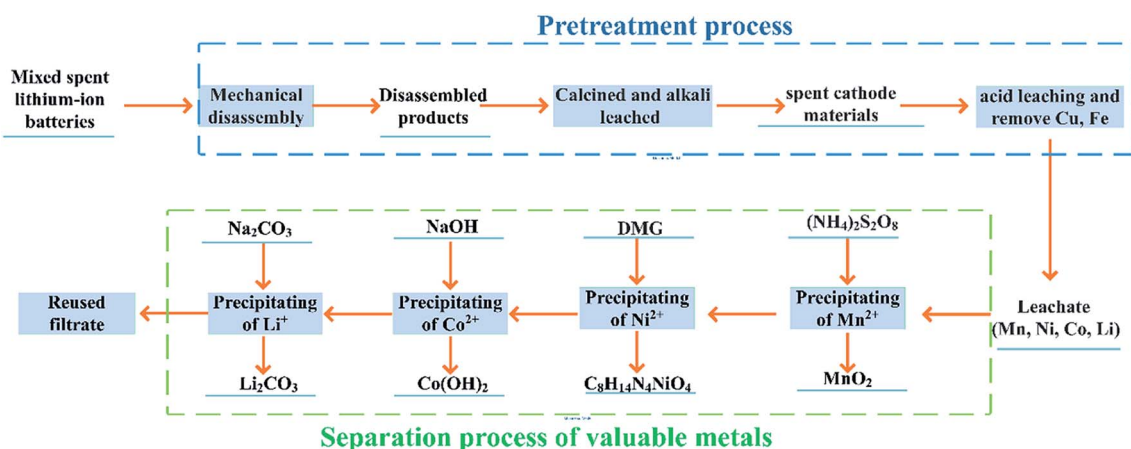 Pretreatment process
Mixed spent
lithium-ion
batteries
Mechanical
disassembly
Disassembled
products
Calcined and alkali
leached
spent cathode
materials
acid leaching and
remove Cu, Fe
Na₂CO₃
NaOH
DMG
(NH₄)₂S₂O₈
Reused
filtrate
Precipitating
of Li⁺
Precipitating
of Co²⁺
Precipitating
of Ni²⁺
Precipitating
of Mn²⁺
Leachate
(Mn, Ni, Co, Li)
Li₂CO₃
Co(OH)₂
C₈H₁₄N₄NiO₄
MnO₂
Separation process of valuable metals